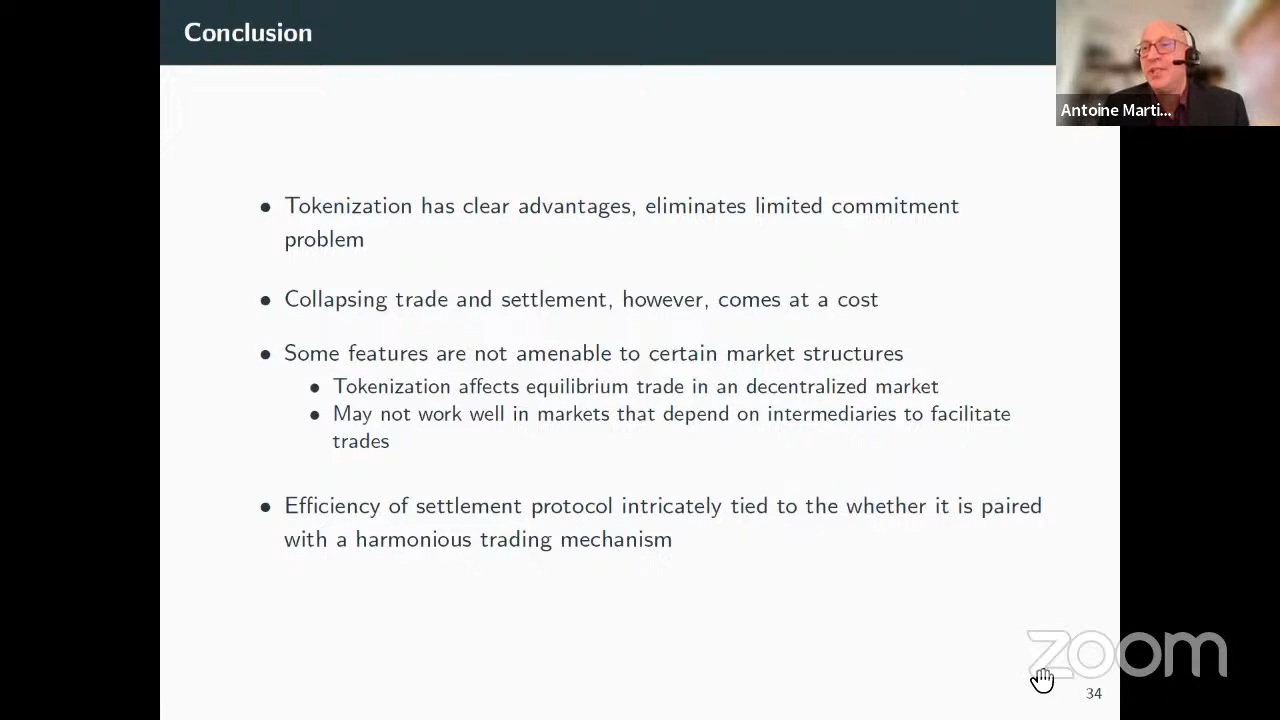 Conclusion
Antoine Marti...
• Tokenization has clear advantages, eliminates limited commitment
problem
• Collapsing trade and settlement, however, comes at a cost
• Some features are not amenable to certain market structures
• Tokenization affects equilibrium trade in an decentralized market
• May not work well in markets that depend on intermediaries to facilitate
trades
• Efficiency of settlement protocol intricately tied to the whether it is paired
with a harmonious trading mechanism
zoom
34